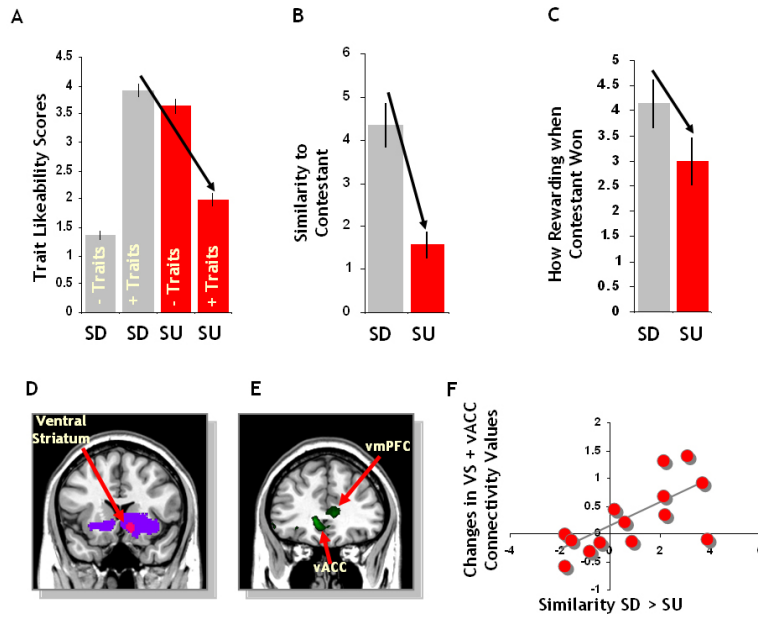 A
Trait Likeability Scores
4.5
4
3.5
3
2.5
2
1.5
1
0.5
0
- Traits
+ Traits
- Traits
+ Traits
SD
SD
SU
SU
B
Similarity to
Contestant
6
5
4
3
2
1
0
SD
SU
C
How Rewarding when
Contestant Won
5
4.5
4
3.5
3
2.5
2
1.5
1
0.5
0
SD
SU
D
Ventral
Striatum
E
vmPFC
vACC
F
Changes in VS + vACC
Connectivity Values
2
1.5
1
0.5
0
-0.5
-1
-4
-2
0
2
4
6
Similarity SD > SU